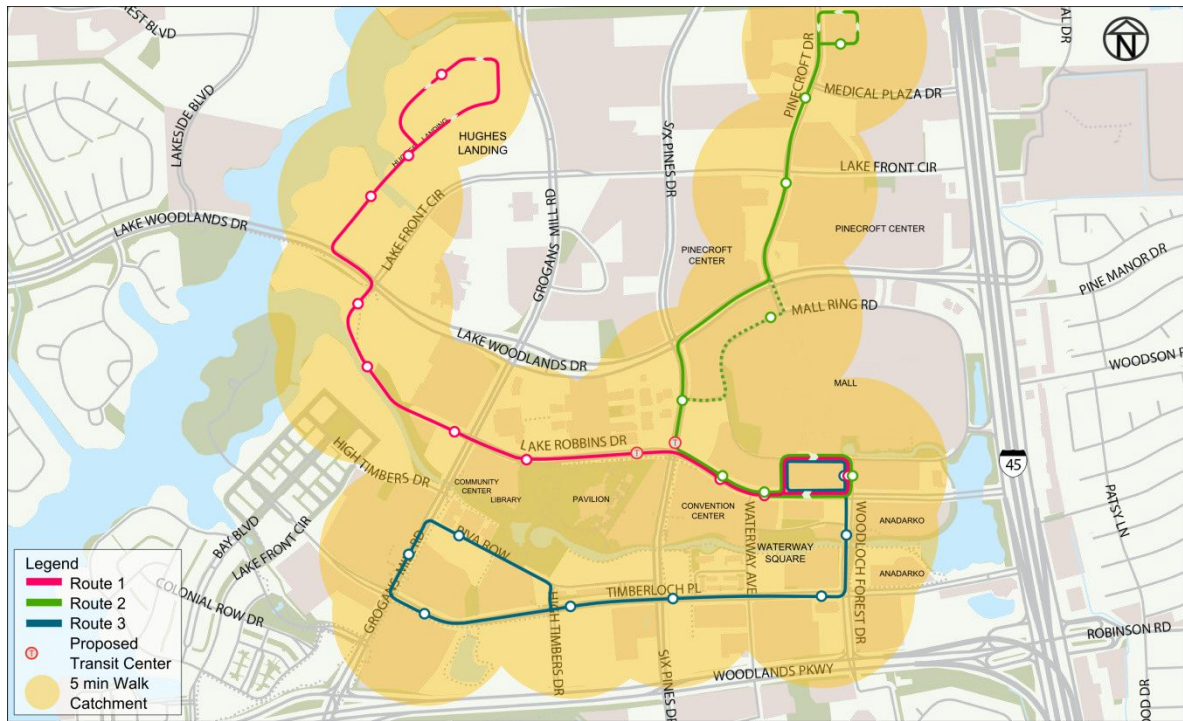 EST BLVD
LAKESIDE BLVD
PINECROFT DR
AL DR
N
MEDICAL PLAZA DR
HUGHES
LANDING
SIX PINES DR
LAKE FRONT CIR
LAKE WOODLANDS DR
LAKE FRONT CIR
GROGANS MILL RD
PINECROFT
CENTER
PINECROFT CENTER
PINE MANOR DR
MALL RING RD
LAKE WOODLANDS DR
WOODSON R
MALL
LAKE ROBBINS DR
HIGH TIMBERS DR
45
COMMUNITY
CENTER
LIBRARY
PAVILION
CONVENTION
CENTER
WATERWAY AVE
WOODLOCH FOREST DR
ANADARKO
PATSY LN
BAY BLVD
LAKE FRONT CIR
RIVA ROW
WATERWAY
SQUARE
ANADARKO
Legend
Route 1
Route 2
Route 3
T
Proposed
Transit Center
5 min Walk
Catchment
COLONIAL ROW DR
GROGANS MILL RD
TIMBERLOCH PL
HIGH TIMBERS DR
SIX PINES DR
WOODLANDS PKWY
ROBINSON RD
T
T